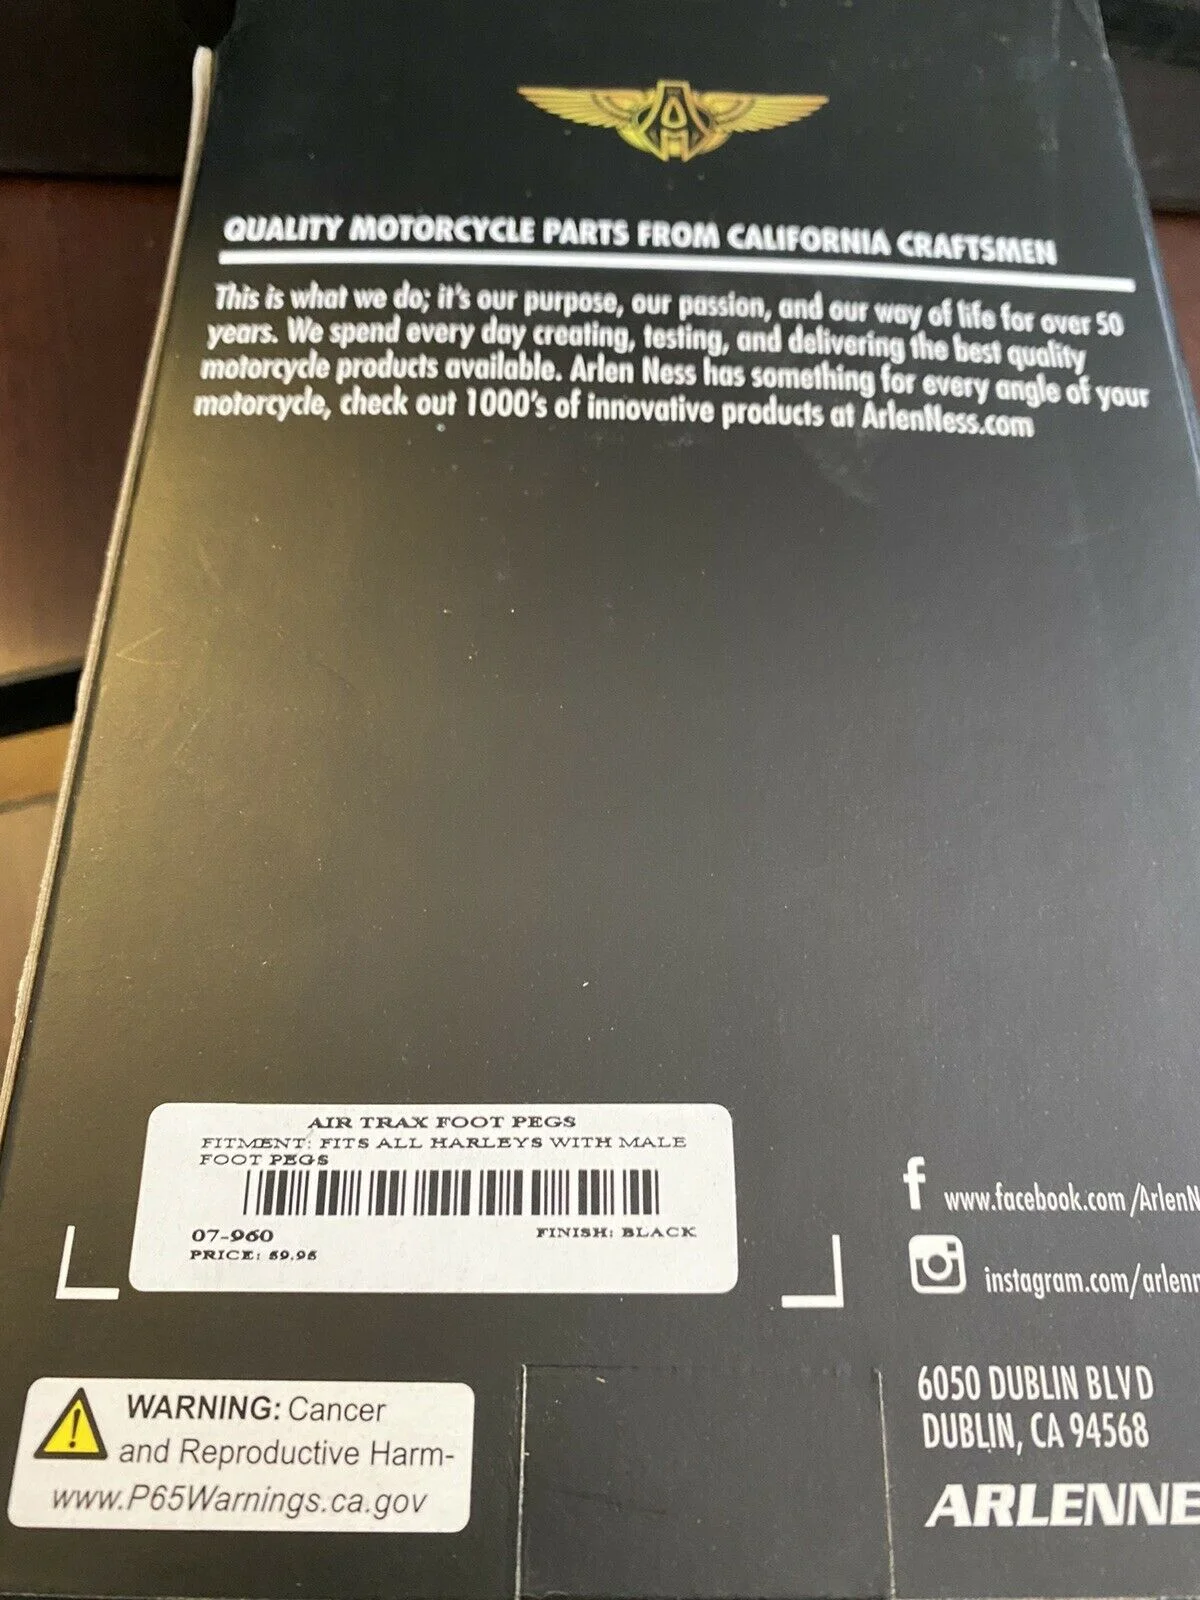 QUALITY MOTORCYCLE PARTS FROM CALIFORNIA CRAFTSMEN
This is what we do; it's our purpose, our passion, and our way of life for over 50
years. We spend every day creating, testing, and delivering the best quality
motorcycle products available. Arlen Ness has something for every angle of your
motorcycle, check out 1000's of innovative products at ArlenNess.com
AIR TRAX FOOT PEGS
FITMENT: FITS ALL HARLEYS WITH MALE
FOOT PEGS
07-960 FINISH: BLACK
PRICE: 59.95
www.facebook.com/ArlenN
instagram.com/arlenn
6050 DUBLIN BLVD
DUBLIN, CA 94568
ARLENNE
WARNING: Cancer
and Reproductive Harm-
www.P65Warnings.ca.gov